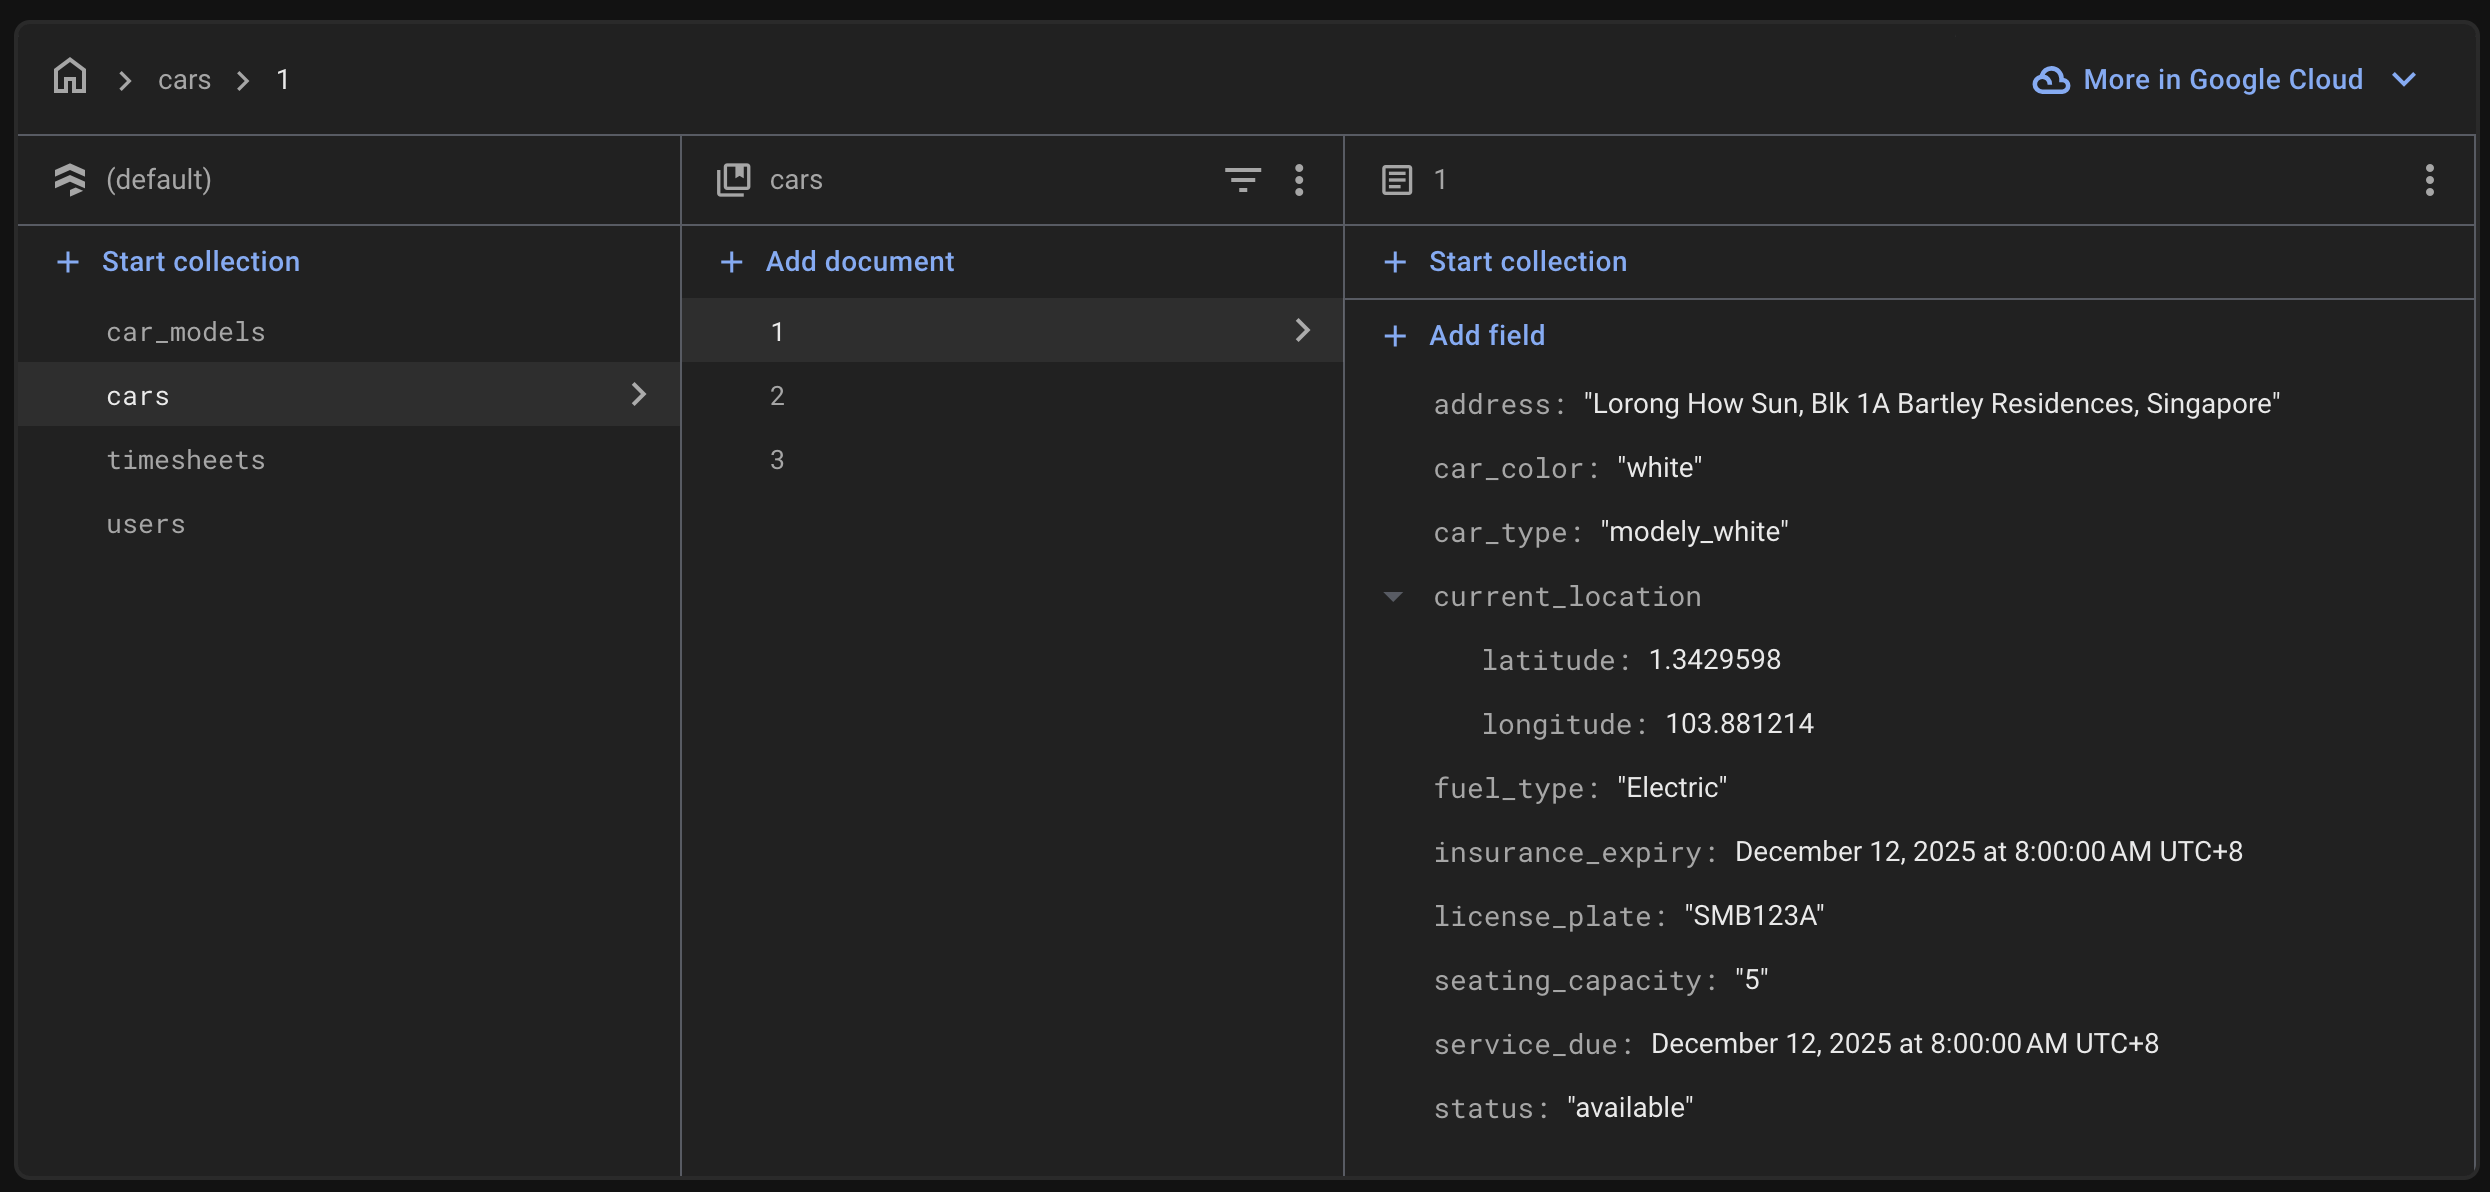 cars 1
More in Google Cloud
(default)
Start collection
car_models
cars
timesheets
users
cars
Add document
1
2
3
1
Start collection
Add field
address: "Lorong How Sun, Blk 1A Bartley Residences, Singapore"
car_color: "white"
car_type: "modely_white"
current_location
latitude: 1.3429598
longitude: 103.881214
fuel_type: "Electric"
insurance_expiry: December 12, 2025 at 8:00:00 AM UTC+8
license_plate: "SMB123A"
seating_capacity: "5"
service_due: December 12, 2025 at 8:00:00 AM UTC+8
status: "available"